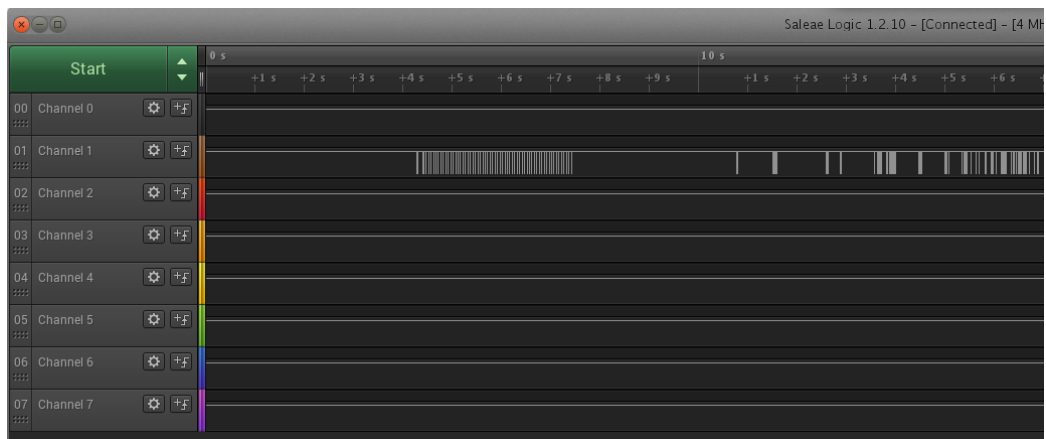 Saleae Logic 1.2.10 - [Connected] - [4 MH
Start
0 s
10 s
+1 s +2 s +3 s +4 s +5 s +6 s +7 s +8 s +9 s
+1 s +2 s +3 s +4 s +5 s +6 s
00 Channel 0
01 Channel 1
02 Channel 2
03 Channel 3
04 Channel 4
05 Channel 5
06 Channel 6
07 Channel 7